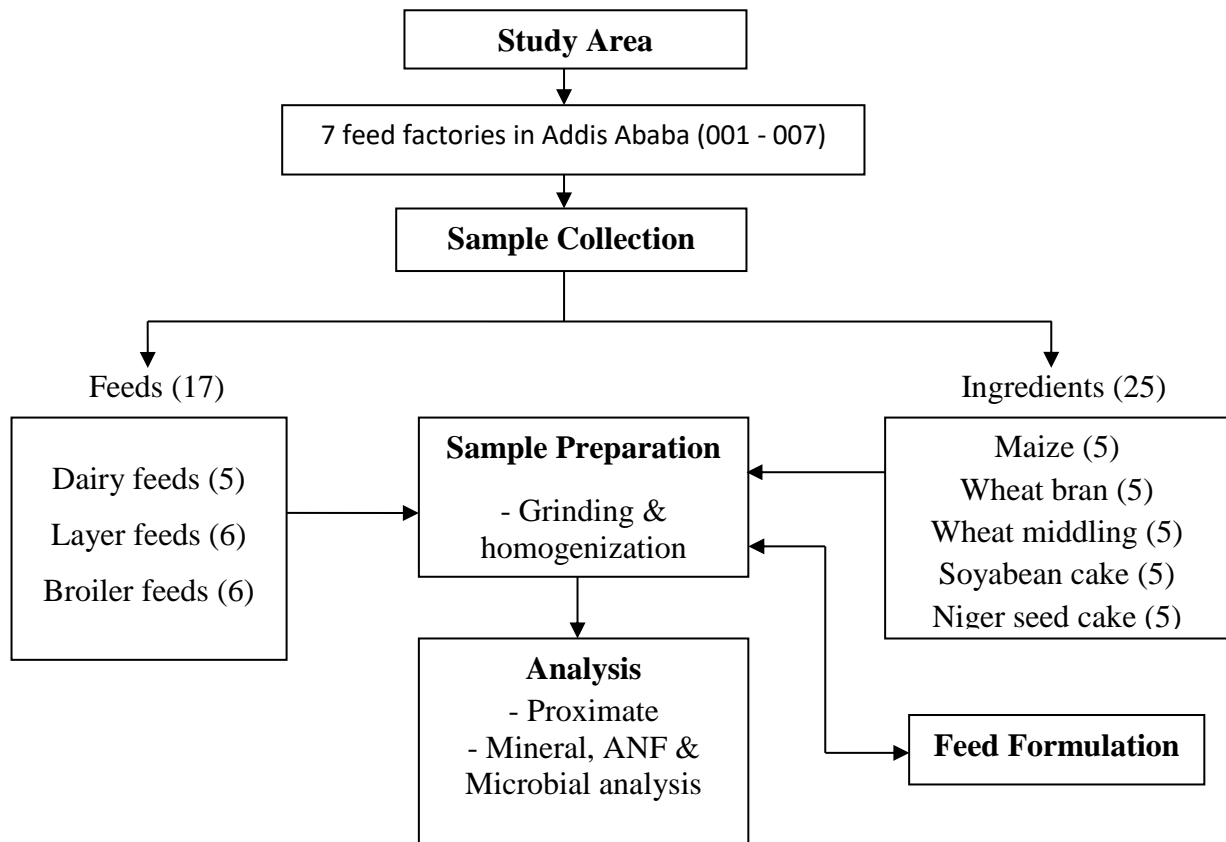 Study Area
7 feed factories in Addis Ababa (001 - 007)
Sample Collection
Feeds (17)
Dairy feeds (5)
Layer feeds (6)
Broiler feeds (6)
Sample Preparation
- Grinding &
homogenization
Ingredients (25)
Maize (5)
Wheat bran (5)
Wheat middling (5)
Soyabean cake (5)
Niger seed cake (5)
Analysis
- Proximate
- Mineral, ANF &
Microbial analysis
Feed Formulation